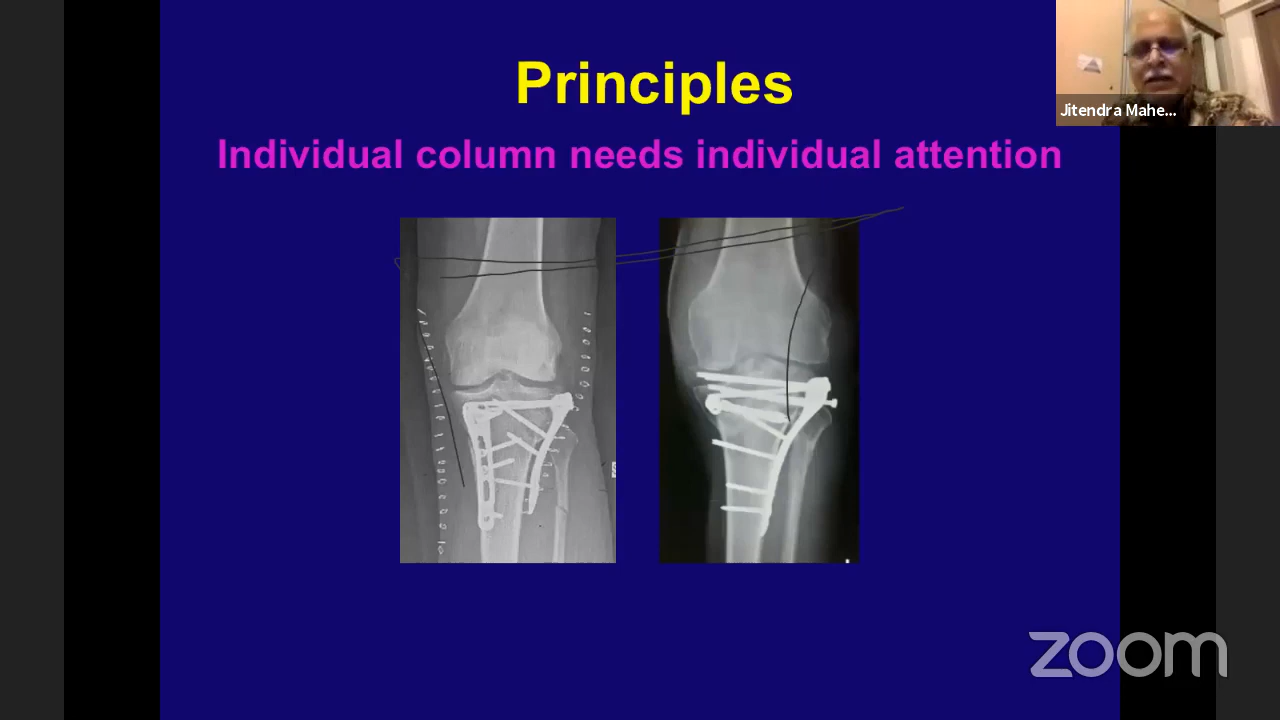 Principles
Jitendra Mahe...
Individual column needs individual attention
zoom